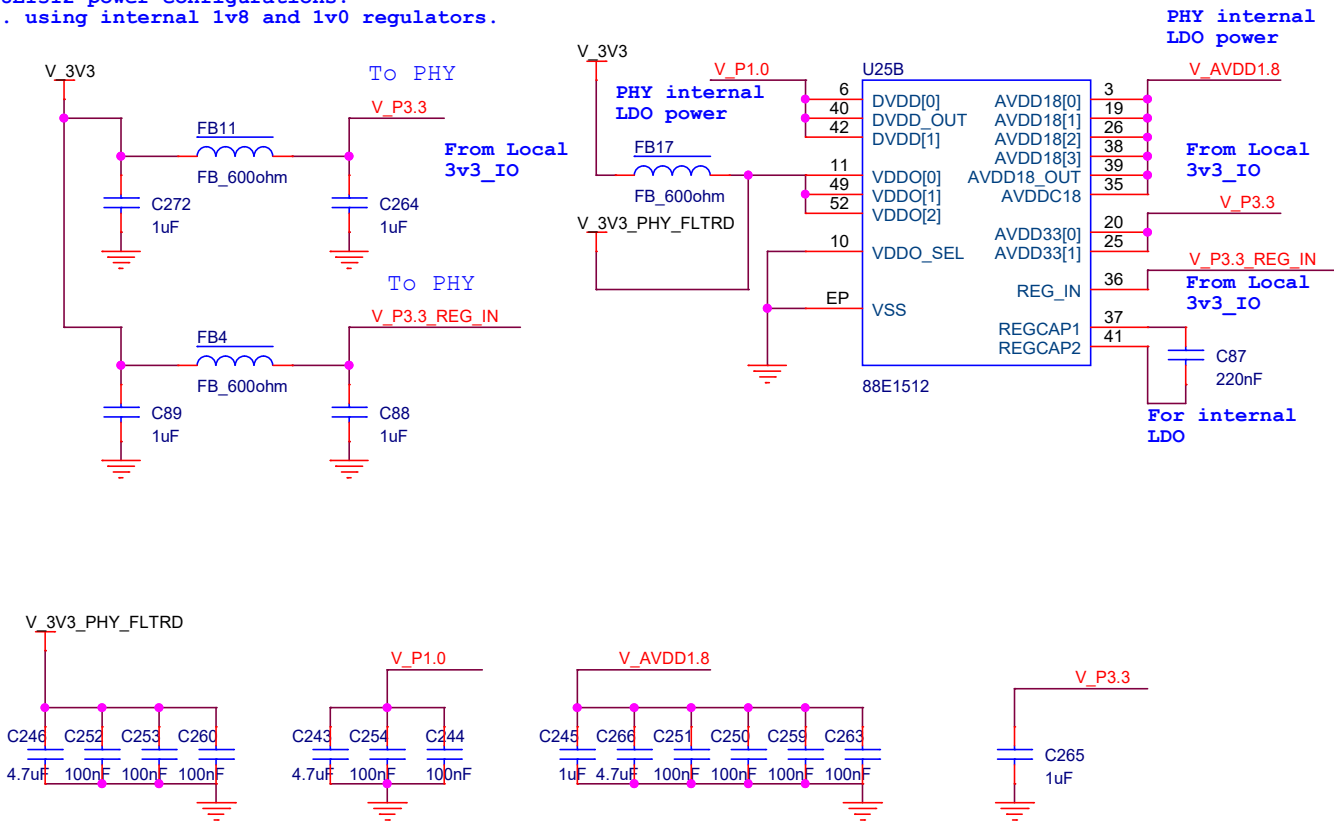 . using internal 1v8 and 1v0 regulators.
V_3V3
To PHY
V_P3.3
FB11
FB_600ohm
From Local
3v3_IO
C272
1uF
C264
1uF
To PHY
V_P3.3_REG_IN
FB4
FB_600ohm
C89
1uF
C88
1uF
V_3V3
V_P1.0
PHY internal
LDO power
FB17
FB_600ohm
V_3V3_PHY_FLTRD
U25B
6
DVDD[0]
40
DVDD_OUT
42
DVDD[1]
11
VDDO[0]
49
VDDO[1]
52
VDDO[2]
10
VDDO_SEL
EP
VSS
AVDD18[0]
3
AVDD18[1]
19
AVDD18[2]
26
AVDD18[3]
38
AVDD18_OUT
39
AVDDC18
35
AVDD33[0]
20
AVDD33[1]
25
REG_IN
36
REGCAP1
37
REGCAP2
41
88E1512
PHY internal
LDO power
V_AVDD1.8
From Local
3v3_IO
V_P3.3
V_P3.3_REG_IN
From Local
3v3_IO
C87
220nF
For internal
LDO
V_3V3_PHY_FLTRD
C246 C252 C253 C260
4.7uF 100nF 100nF 100nF
V_P1.0
C243 C254 C244
4.7uF 100nF 100nF
V_AVDD1.8
C245 C266 C251 C250 C259 C263
1uF 4.7uF 100nF 100nF 100nF 100nF
V_P3.3
C265
1uF